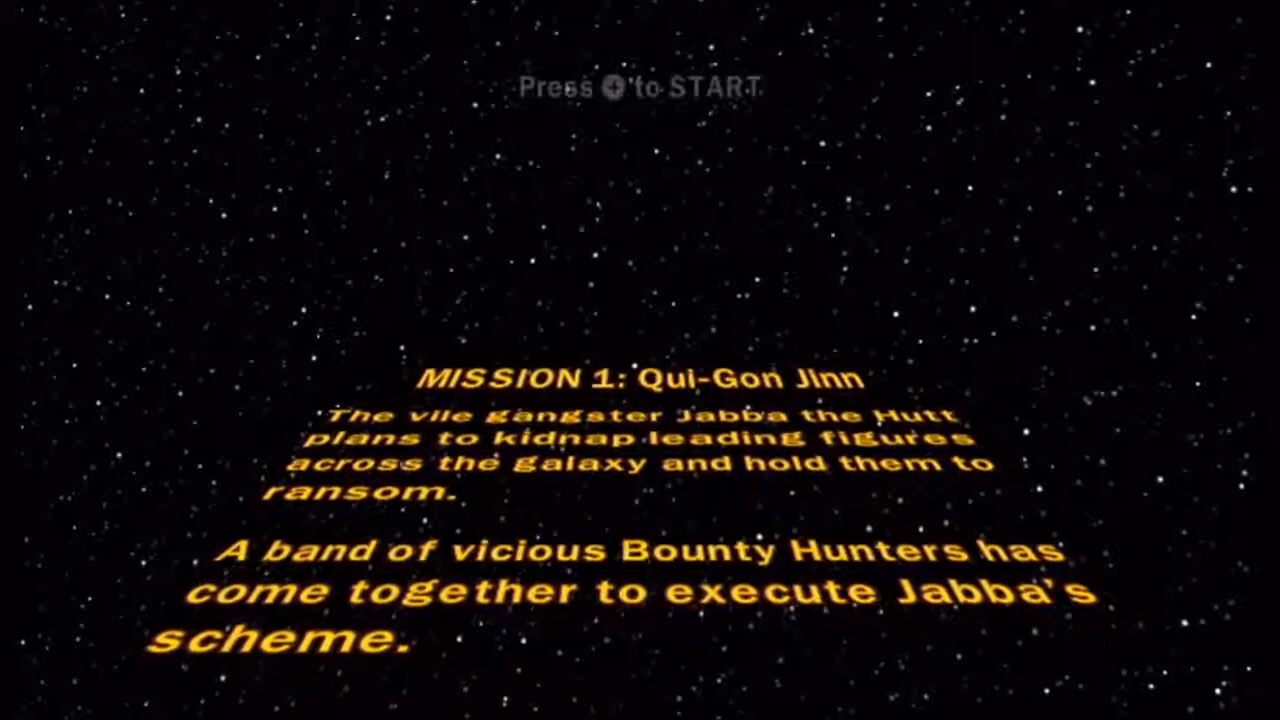 Press + to START
MISSION 1: Qui-Gon Jinn
The vile gangster Jabba the Hutt
plans to kidnap leading figures
across the galaxy and hold them to
ransom.
A band of vicious Bounty Hunters has
come together to execute Jabba's
scheme.